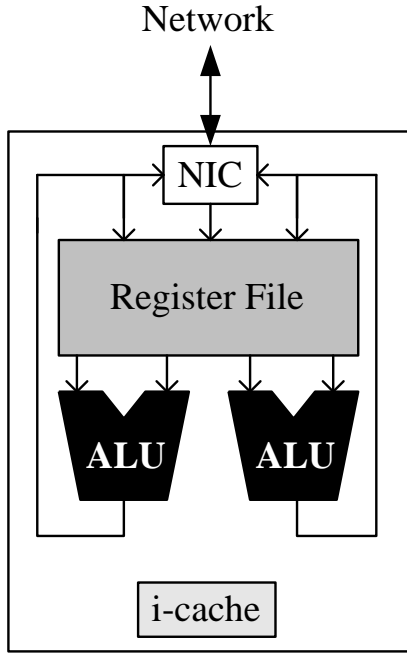 Network
NIC
Register File
ALU ALU
i-cache